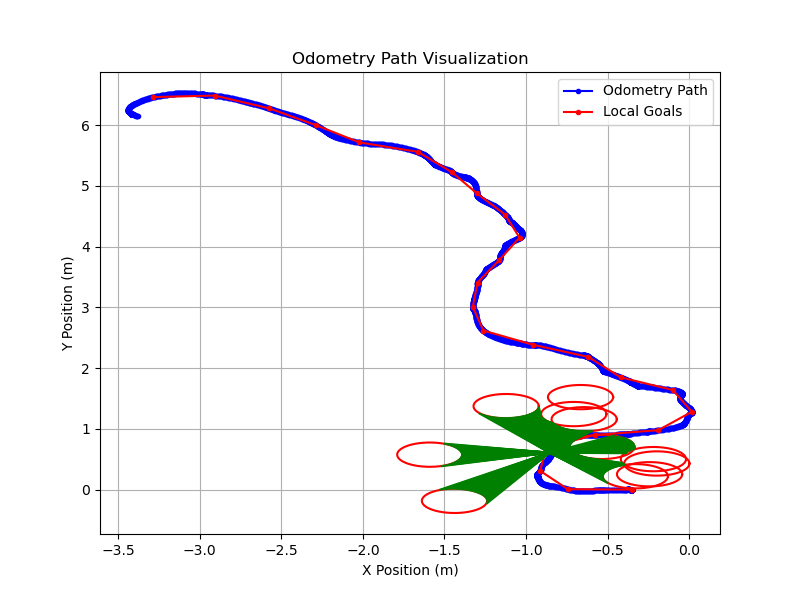 Odometry Path Visualization
Odometry Path
Local Goals
Y Position (m)
6
5
4
3
2
1
0
−3.5 −3.0 −2.5 −2.0 −1.5 −1.0 −0.5 0.0
X Position (m)